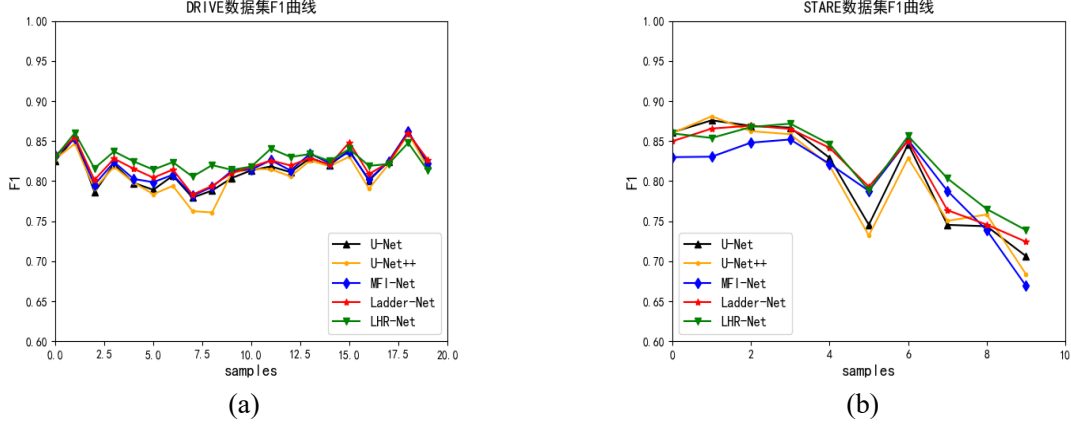 DRIVE数据集F1曲线
1.00
0.95
0.90
0.85
0.80
0.75
0.70
0.65
0.60
F1
U-Net
U-Net++
MFI-Net
Ladder-Net
LHR-Net
0.0 2.5 5.0 7.5 10.0 12.5 15.0 17.5 20.0
samples
(a)
STARE数据集F1曲线
1.00
0.95
0.90
0.85
0.80
0.75
0.70
0.65
0.60
F1
U-Net
U-Net++
MFI-Net
Ladder-Net
LHR-Net
0 2 4 6 8 10
samples
(b)